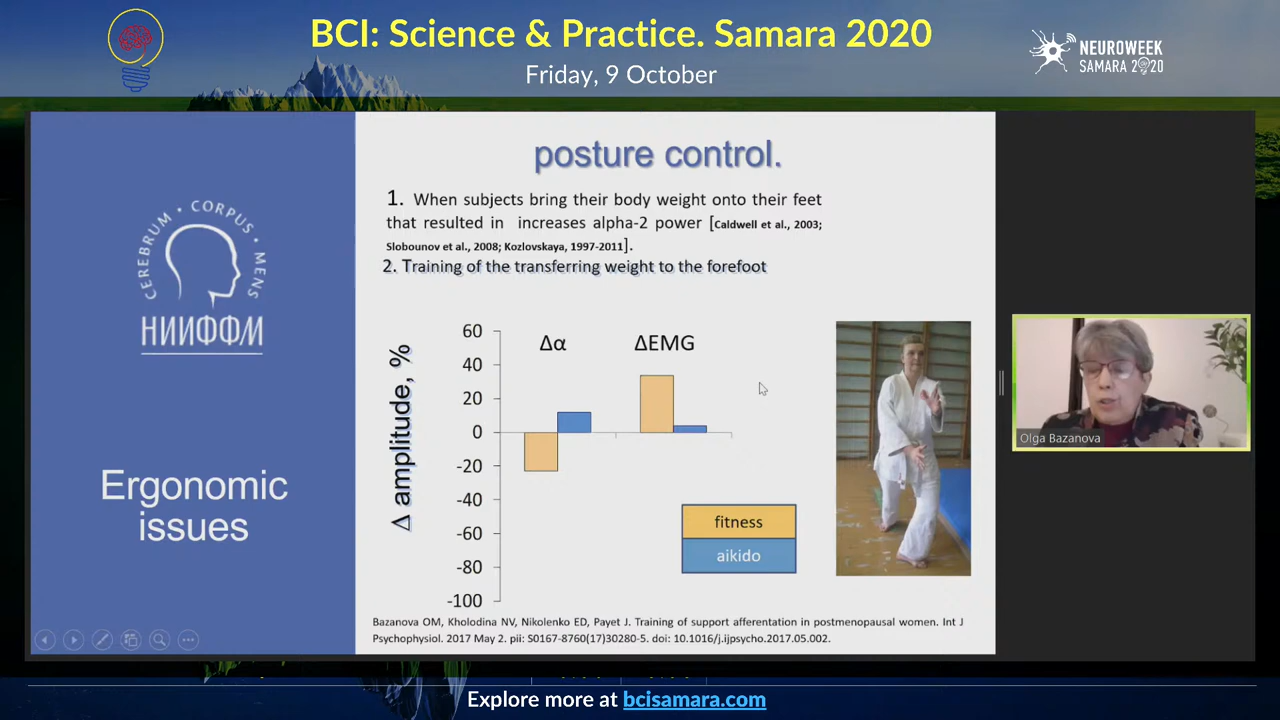 BCI: Science & Practice. Samara 2020
Friday, 9 October
NEUROWEEK
SAMARA 2020
CEREBRUM • CORPUS • MENS
НИИФФМ
Ergonomic
issues
posture control.
1. When subjects bring their body weight onto their feet
that resulted in increases alpha-2 power [Caldwell et al., 2003;
Slobounov et al., 2008; Kozlovskaya, 1997-2011].
2. Training of the transferring weight to the forefoot
Δ amplitude, %
60
40
20
0
-20
-40
-60
-80
-100
Δα
ΔEMG
fitness
aikido
Bazanova OM, Kholodina NV, Nikolenko ED, Payet J. Training of support afferentation in postmenopausal women. Int J
Psychophysiol. 2017 May 2. pii: S0167-8760(17)30280-5. doi: 10.1016/j.ijpsycho.2017.05.002.
Olga Bazanova
Explore more at bcisamara.com